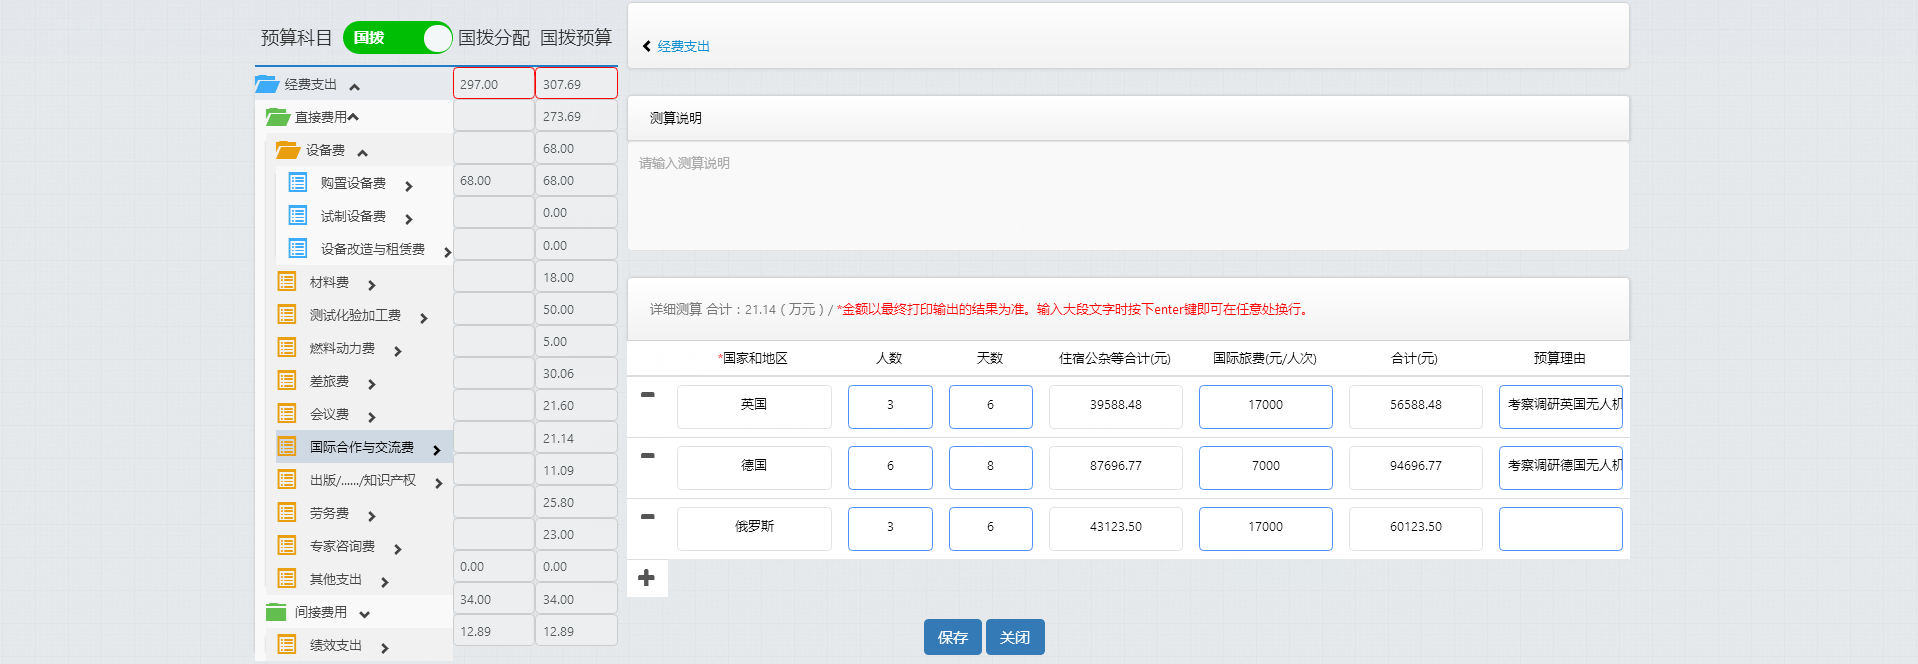 预算科目 国拨 国拨分配 国拨预算
经费支出 297.00 307.69
直接费用 273.69
设备费 68.00
购置设备费 68.00 68.00
试制设备费 0.00
设备改造与租赁费 0.00
材料费 18.00
测试化验加工费 50.00
燃料动力费 5.00
差旅费 30.06
会议费 21.60
国际合作与交流费 21.14
出版/....../知识产权 11.09
劳务费 25.80
专家咨询费 23.00
其他支出 0.00 0.00
间接费用 34.00 34.00
绩效支出 12.89 12.89
经费支出
测算说明
请输入测算说明
详细测算 合计：21.14（万元）/ *金额以最终打印输出的结果为准。输入大段文字时按下enter键即可在任意处换行。
*国家和地区 人数 天数 住宿公杂等合计(元) 国际旅费(元/人次) 合计(元) 预算理由
英国 3 6 39588.48 17000 56588.48 考察调研英国无人机
德国 6 8 87696.77 7000 94696.77 考察调研德国无人机
俄罗斯 3 6 43123.50 17000 60123.50
保存 关闭